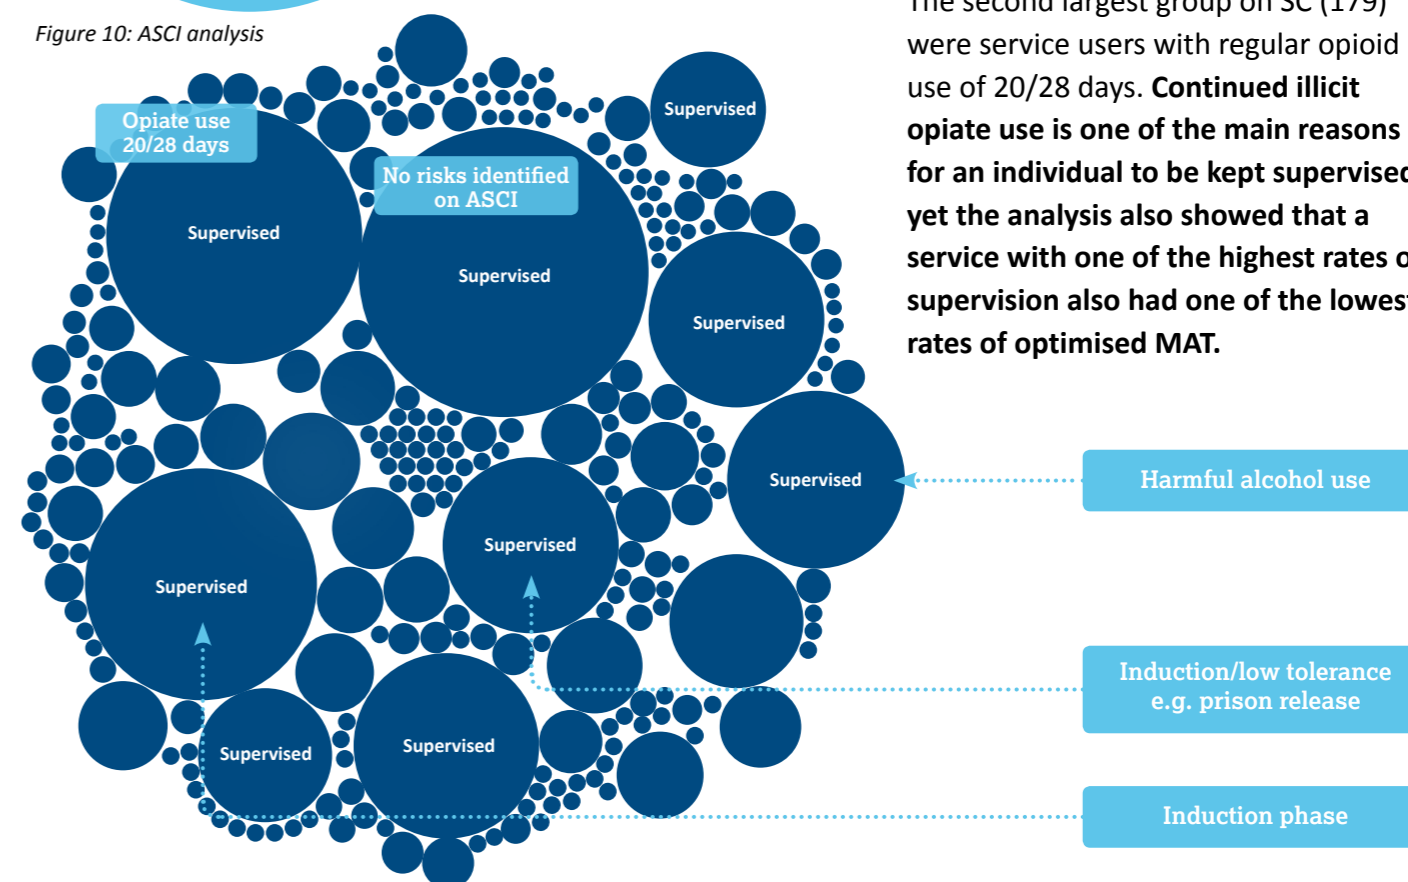 Figure 10: ASCI analysis
Opiate use
20/28 days
No risks identified
on ASCI
Supervised
Supervised
Supervised
Supervised
Supervised
Supervised
Supervised
Supervised
Supervised
The second largest group on SC (179)
were service users with regular opioid
use of 20/28 days. Continued illicit
opiate use is one of the main reasons
for an individual to be kept supervised
yet the analysis also showed that a
service with one of the highest rates o
supervision also had one of the lowest
rates of optimised MAT.
Harmful alcohol use
Induction/low tolerance
e.g. prison release
Induction phase